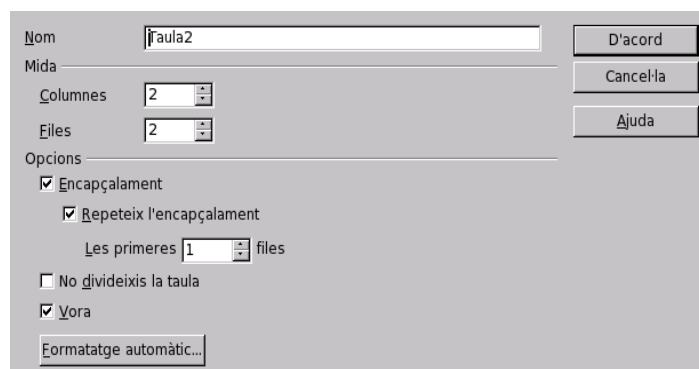 Nom Taula2
D'acord
Mida
Cancel·la
Columnes 2
Files 2
Ajuda
Opcions
Encapçalament
Repeteix l'encapçalament
Les primeres 1 files
No divideixis la taula
Vora
Formatatge automàtic...